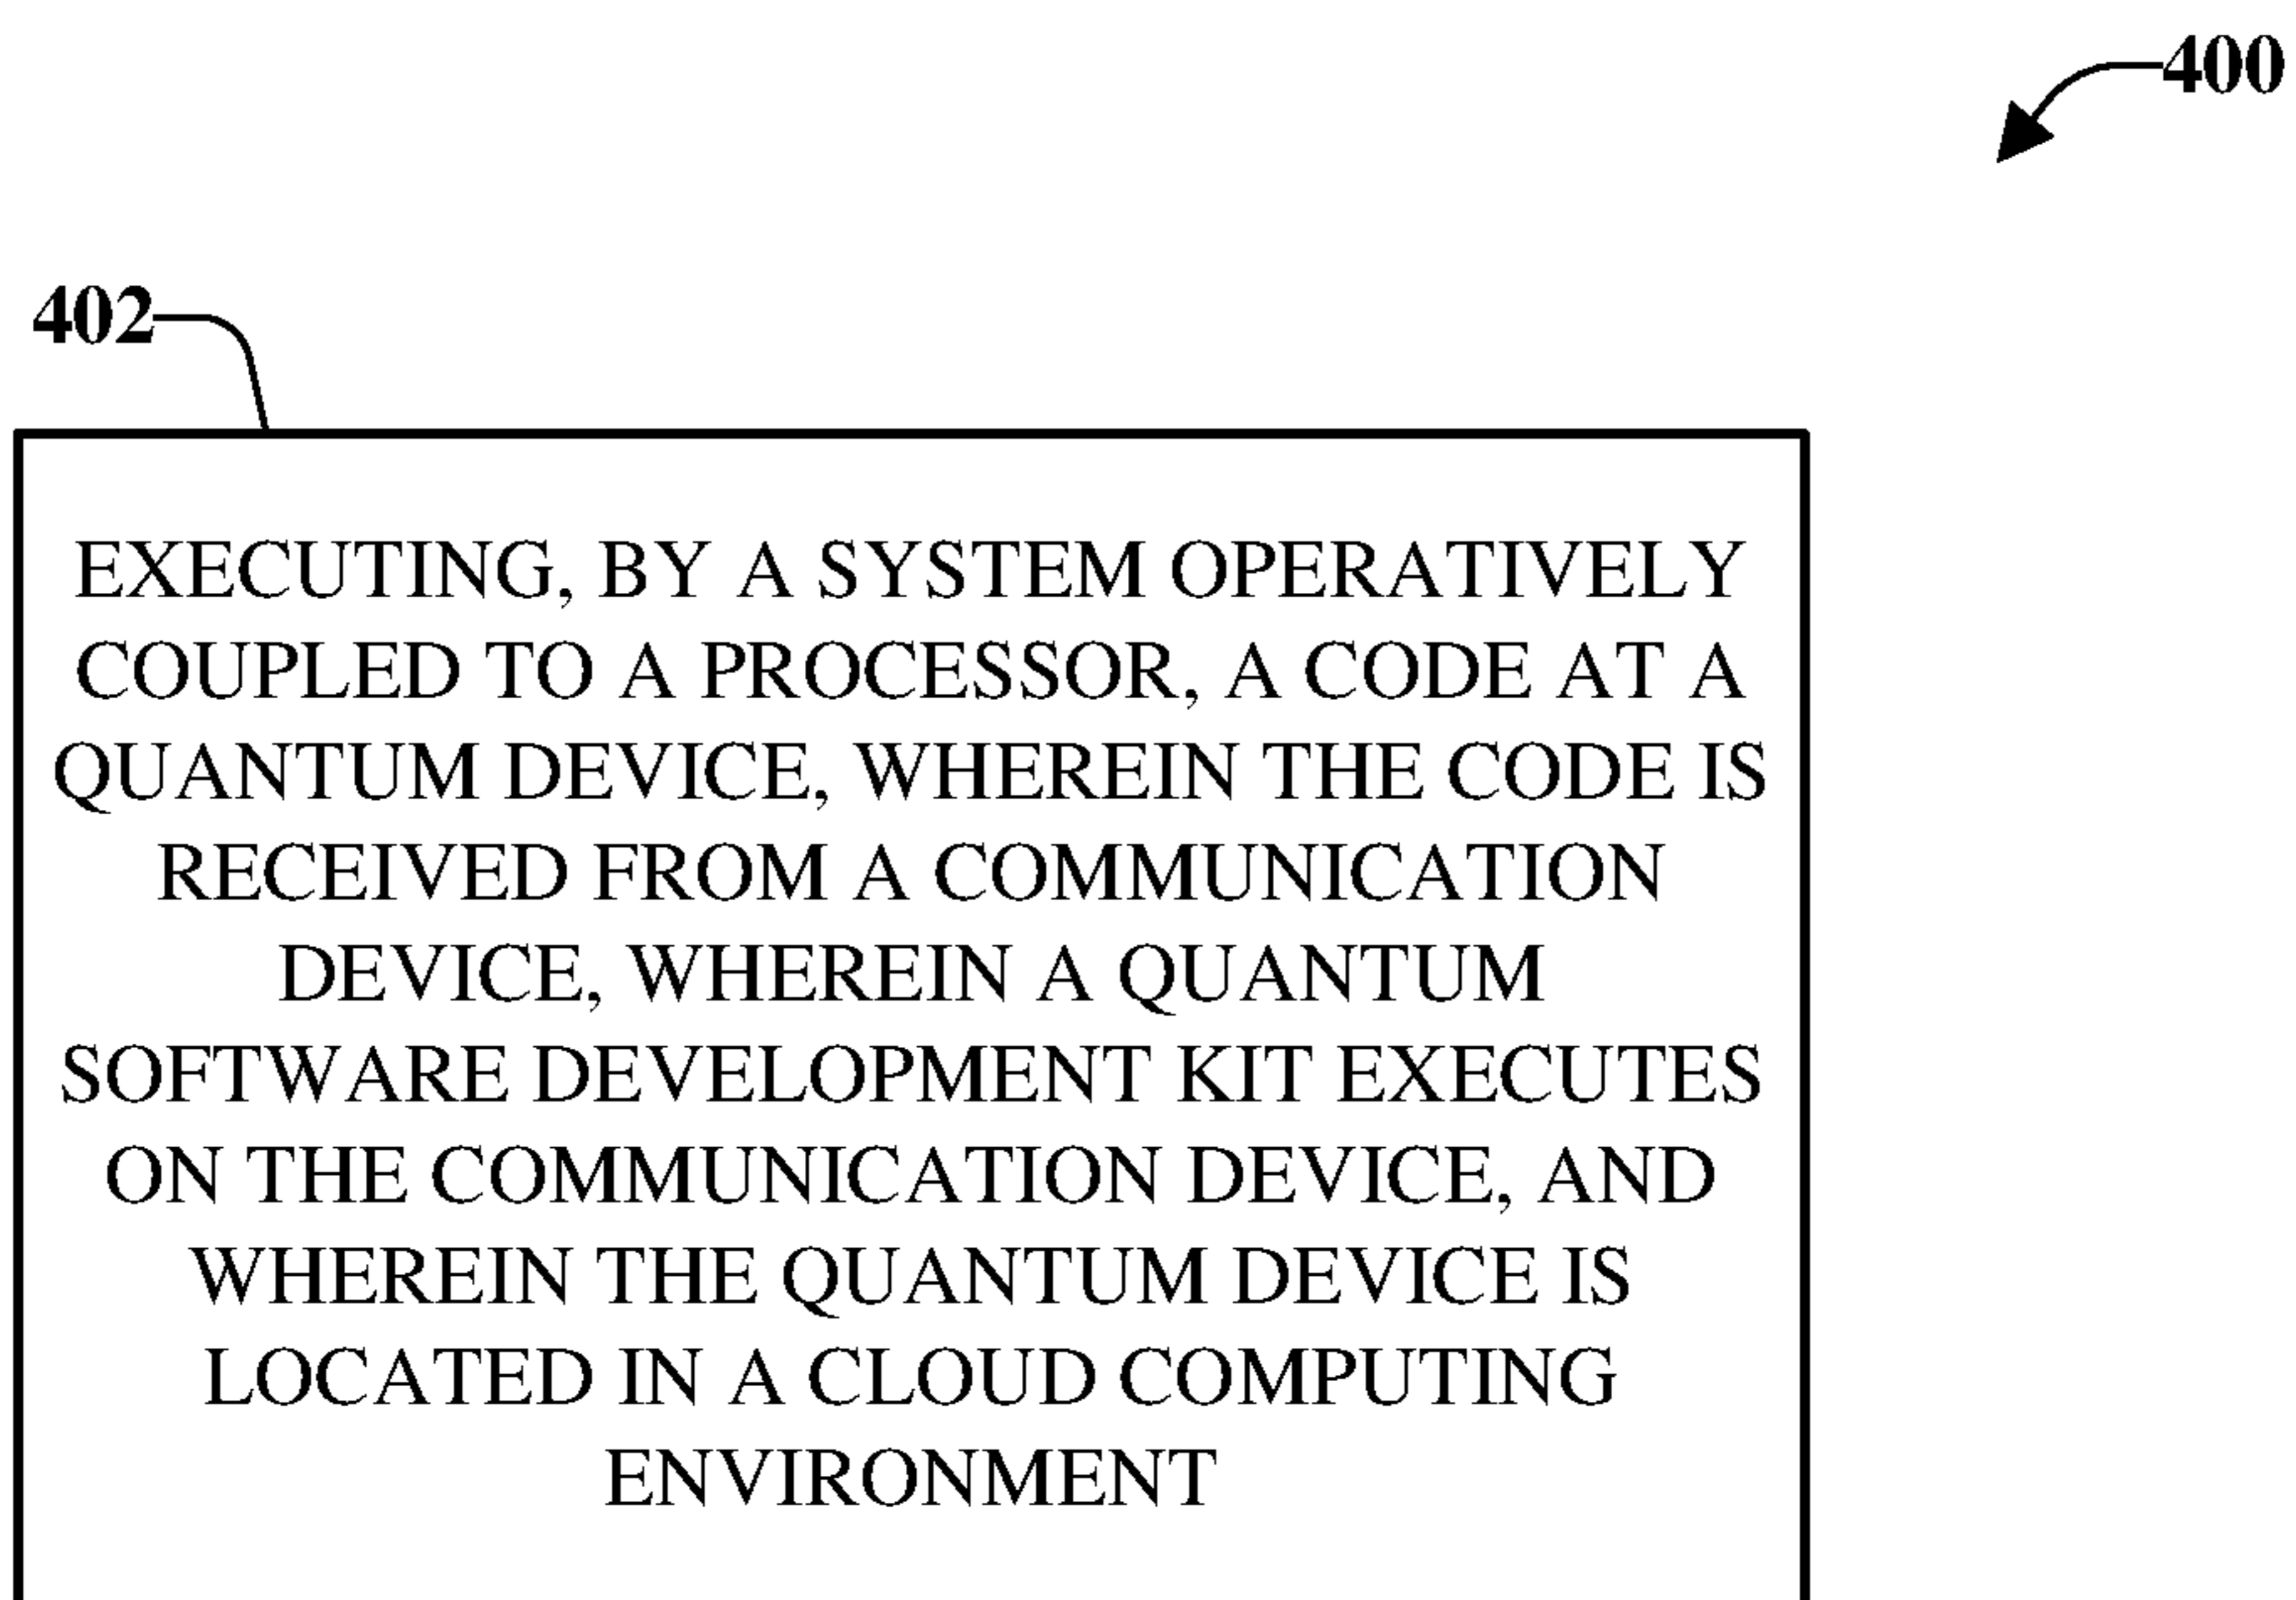 400
402
EXECUTING, BY A SYSTEM OPERATIVELY
COUPLED TO A PROCESSOR, A CODE AT A
QUANTUM DEVICE, WHEREIN THE CODE IS
RECEIVED FROM A COMMUNICATION
DEVICE, WHEREIN A QUANTUM
SOFTWARE DEVELOPMENT KIT EXECUTES
ON THE COMMUNICATION DEVICE, AND
WHEREIN THE QUANTUM DEVICE IS
LOCATED IN A CLOUD COMPUTING
ENVIRONMENT